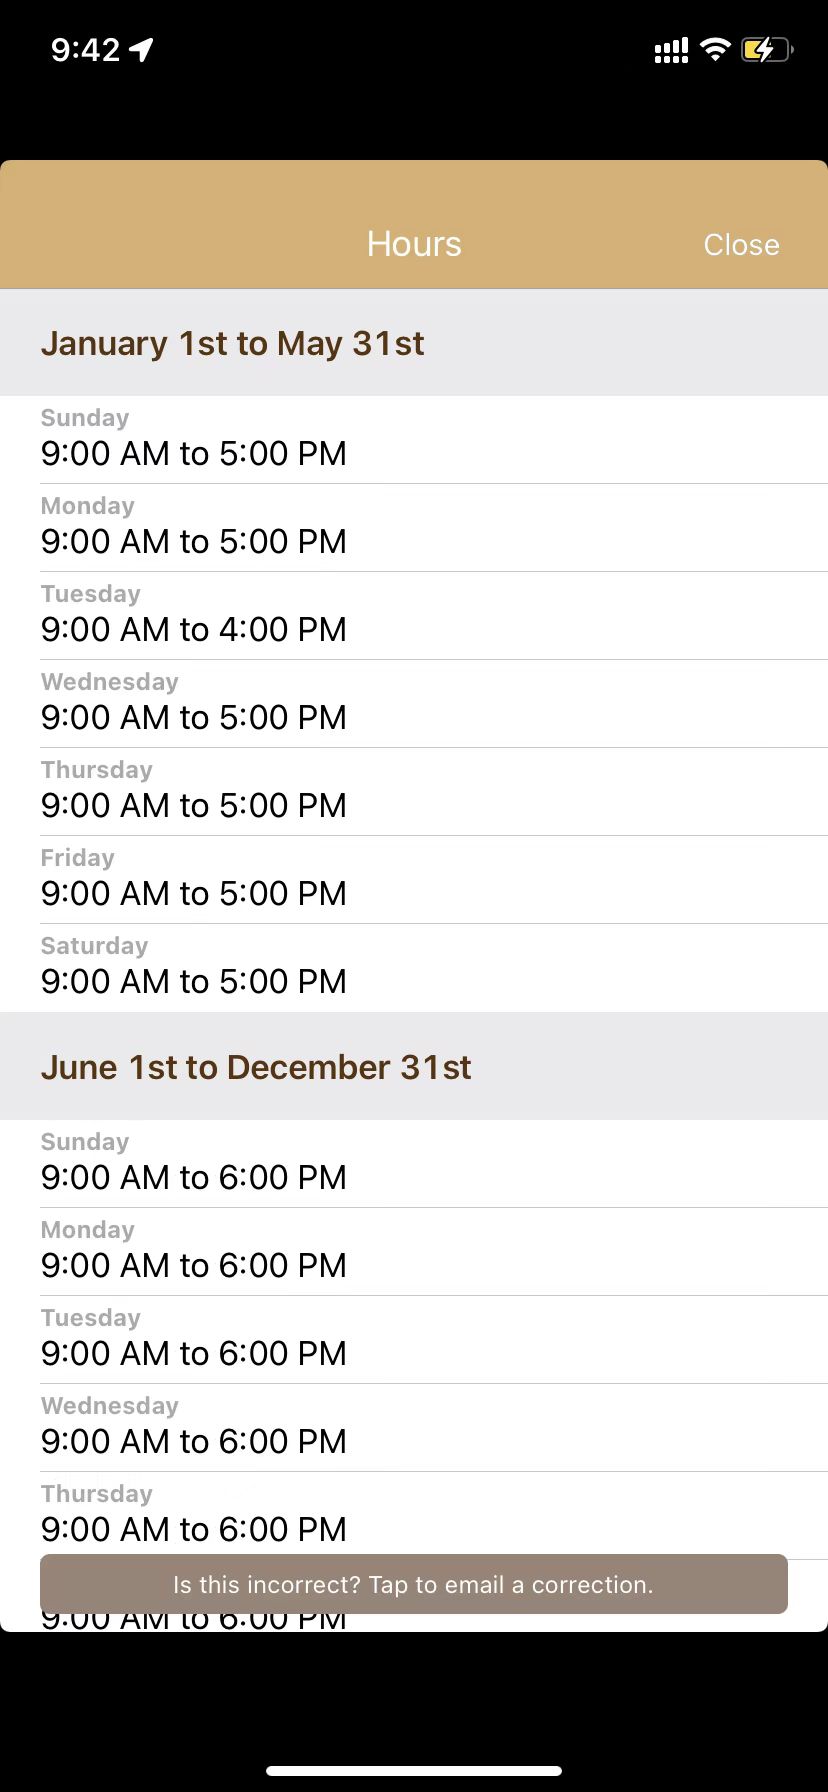 9:42
Hours
Close
January 1st to May 31st
Sunday
9:00 AM to 5:00 PM
Monday
9:00 AM to 5:00 PM
Tuesday
9:00 AM to 4:00 PM
Wednesday
9:00 AM to 5:00 PM
Thursday
9:00 AM to 5:00 PM
Friday
9:00 AM to 5:00 PM
Saturday
9:00 AM to 5:00 PM
June 1st to December 31st
Sunday
9:00 AM to 6:00 PM
Monday
9:00 AM to 6:00 PM
Tuesday
9:00 AM to 6:00 PM
Wednesday
9:00 AM to 6:00 PM
Thursday
9:00 AM to 6:00 PM
Is this incorrect? Tap to email a correction.
9:00 AM to 6:00 PM